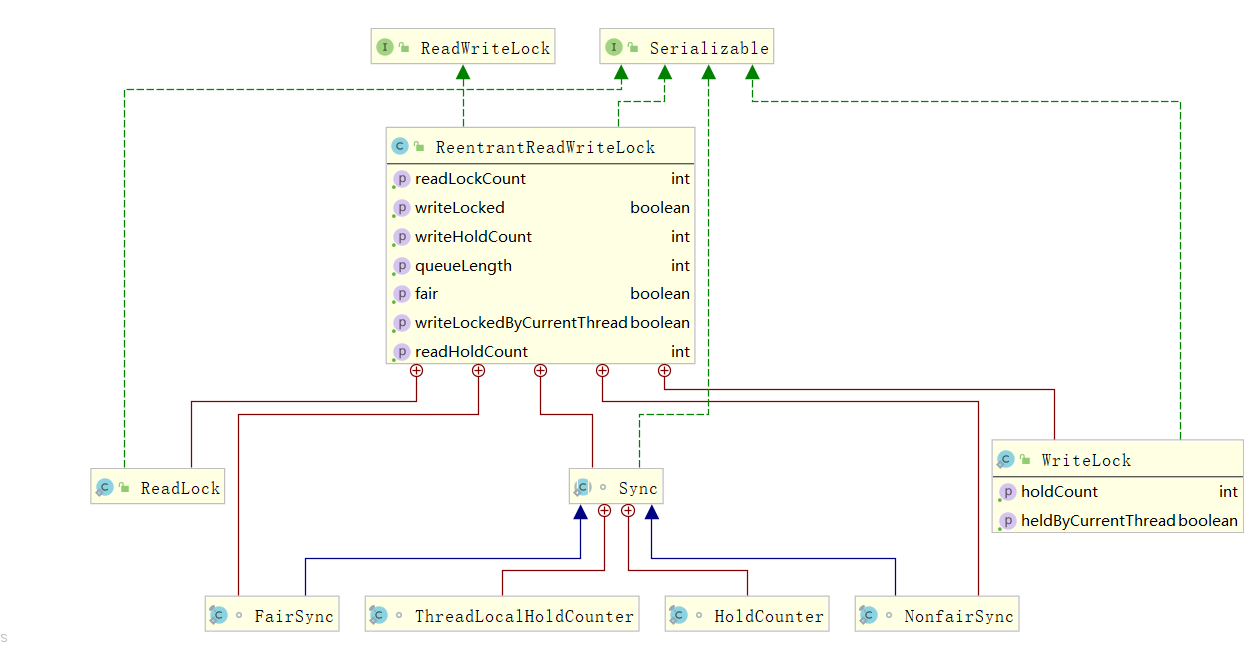 I ReadWriteLock
I Serializable
C ReentrantReadWriteLock
p readLockCount int
p writeLocked boolean
p writeHoldCount int
p queueLength int
p fair boolean
p writeLockedByCurrentThread boolean
p readHoldCount int
C ReadLock
C Sync
C WriteLock
p holdCount int
p heldByCurrentThread boolean
C FairSync
C ThreadLocalHoldCounter
C HoldCounter
C NonfairSync
s